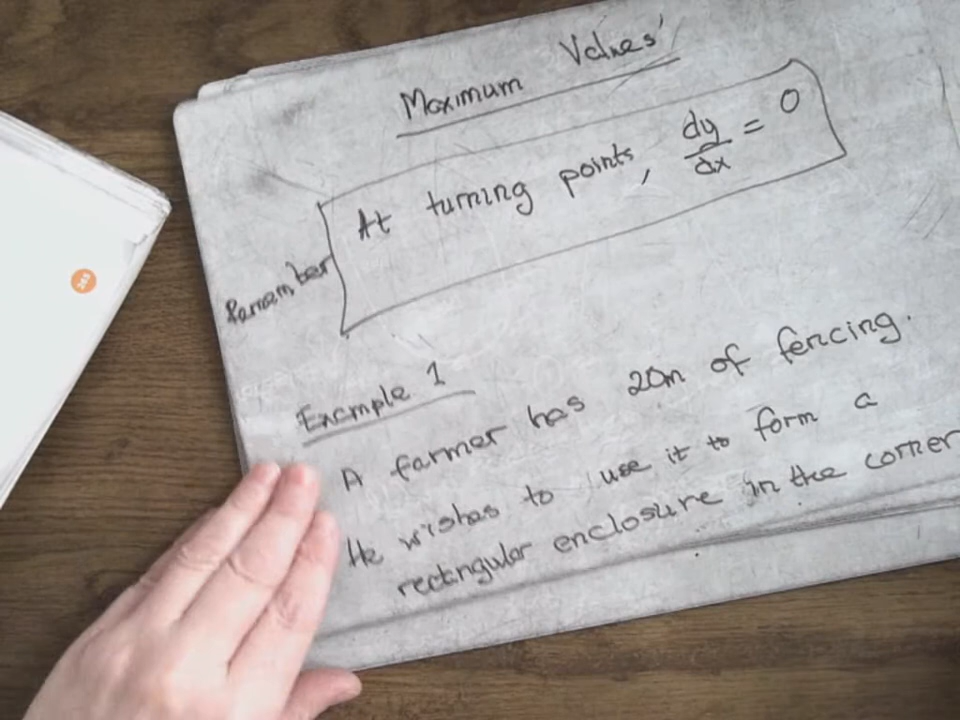 Maximum Values'
At turning points, dy/dx = 0
Remember
Example 1
A farmer has 20m of fencing.
He wishes to use it to form a
rectngular enclosure in the corner